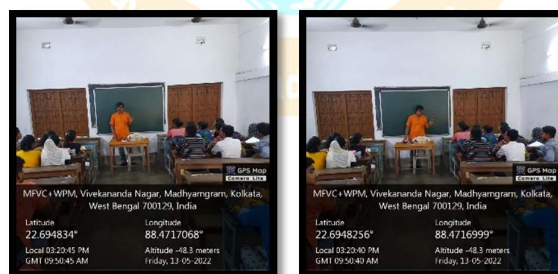 GPS Map
Camera Lite
MFVC+WPM, Vivekananda Nagar, Madhyamgram, Kolkata,
West Bengal 700129, India
Latitude
22.694834°
Longitude
88.4717068°
Local 03:20:45 PM
GMT 09:50:45 AM
Altitude -48.3 meters
Friday, 13-05-2022
GPS Map
Camera Lite
MFVC+WPM, Vivekananda Nagar, Madhyamgram, Kolkata,
West Bengal 700129, India
Latitude
22.6948256°
Longitude
88.4716999°
Local 03:20:40 PM
GMT 09:50:40 AM
Altitude -48.3 meters
Friday, 13-05-2022